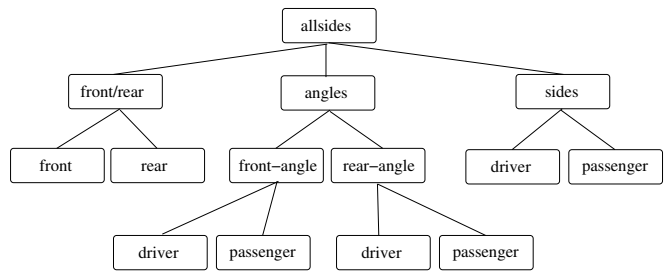 allsides
front/rear
angles
sides
front
rear
front−angle
rear−angle
driver
passenger
driver
passenger
driver
passenger